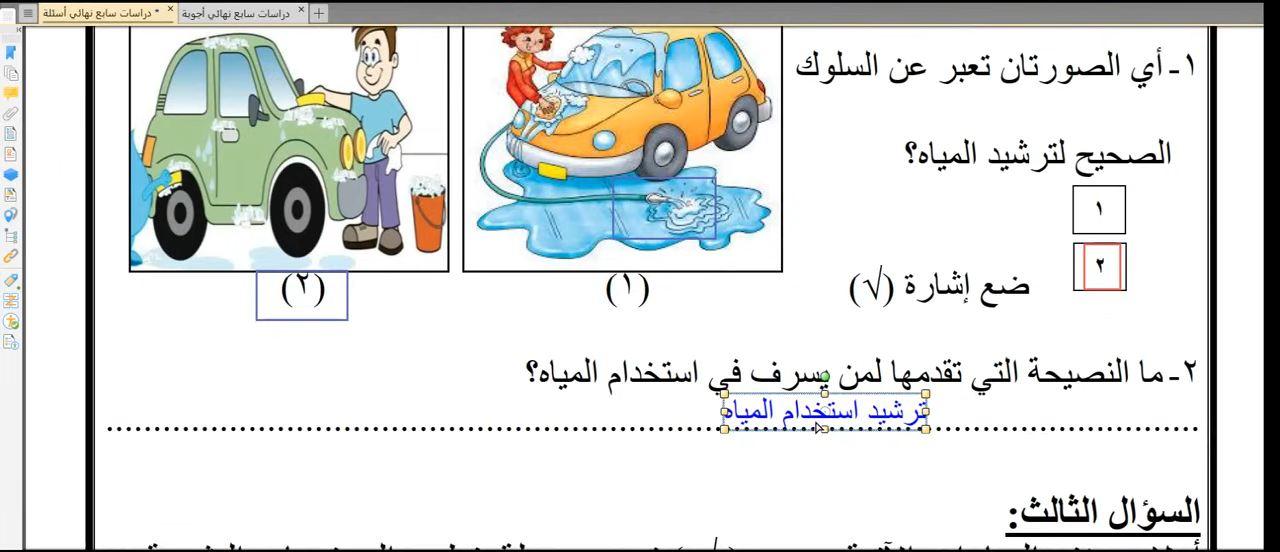 دراسات سابع نهائي أسئلة *
دراسات سابع نهائي أجوبة
١- أي الصورتان تعبر عن السلوك
الصحيح لترشيد المياه؟
١
٢
ضع إشارة (√)
(١)
(٢)
٢- ما النصيحة التي تقدمها لمن يسرف في استخدام المياه؟
ترشيد استخدام المياه
السؤال الثالث: